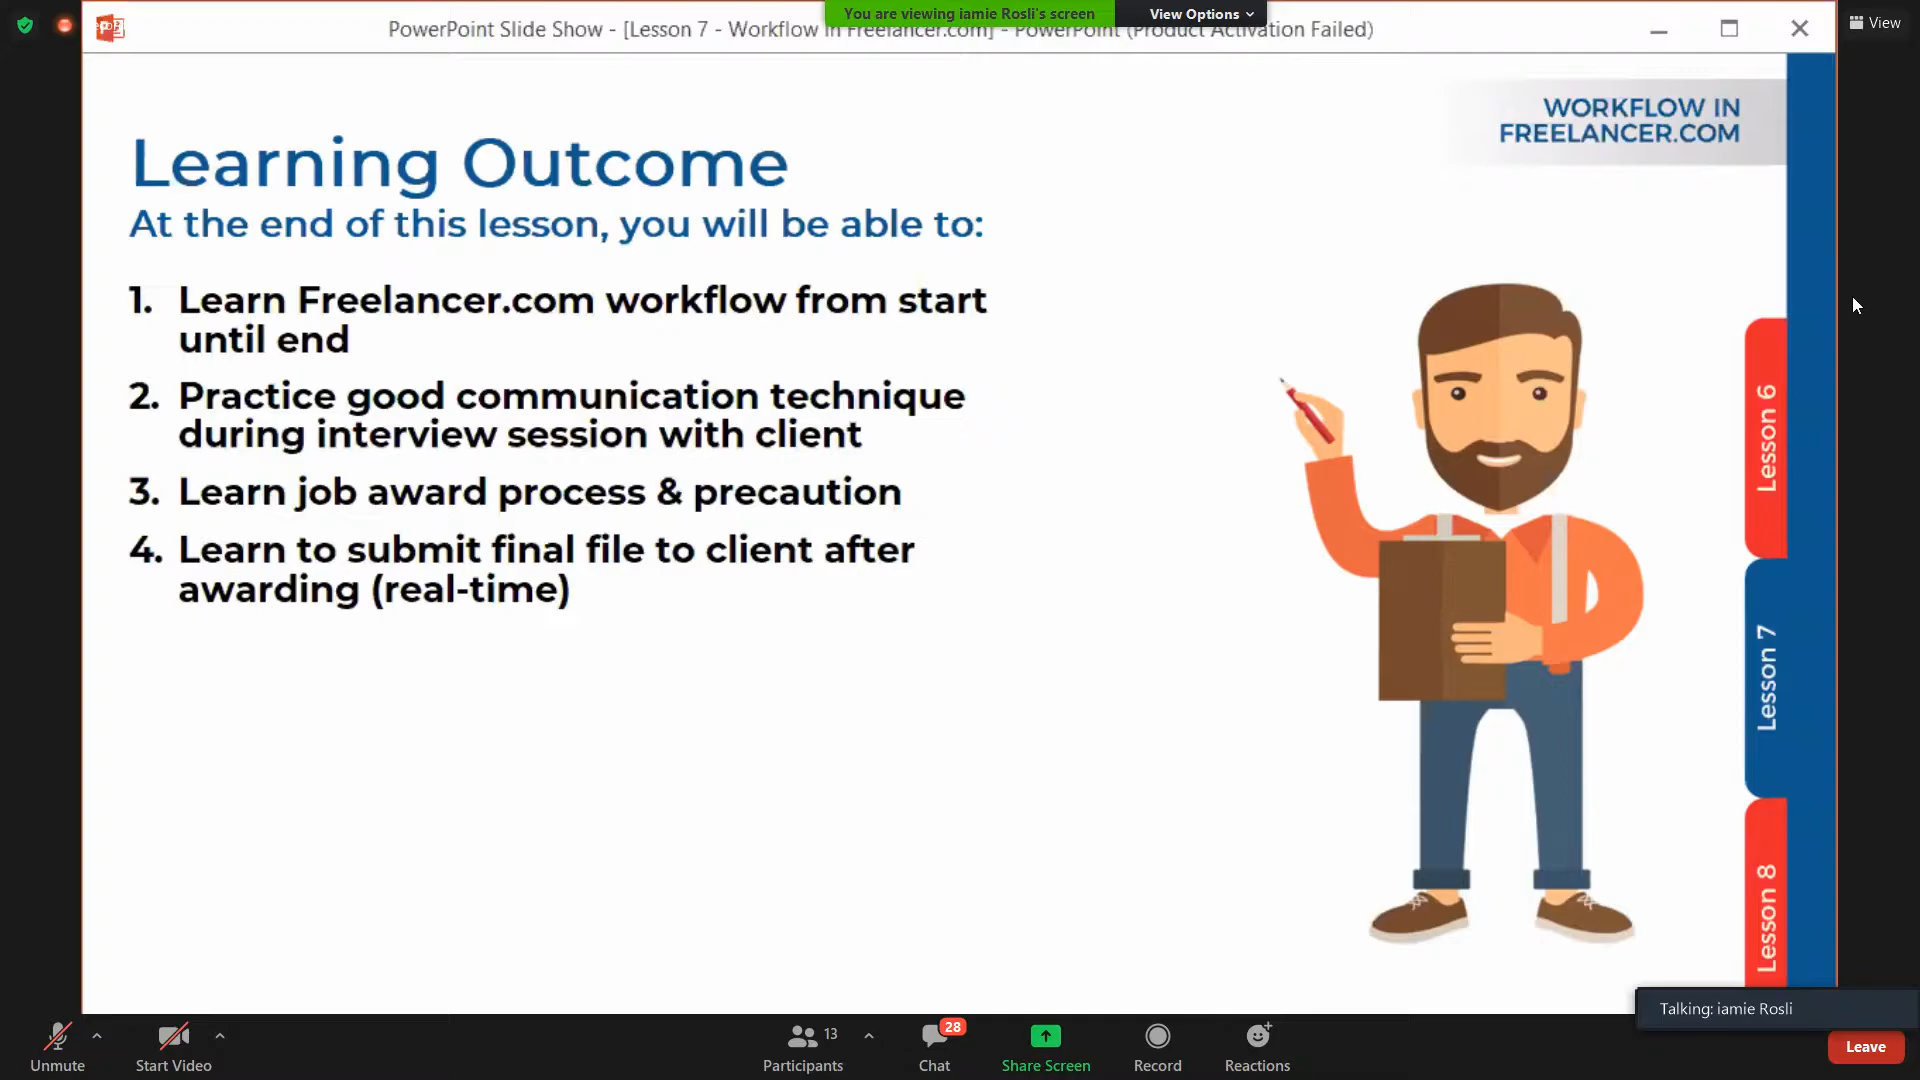 You are viewing iamie Rosli's screen
View Options
View
PowerPoint Slide Show - [Lesson 7 - Workflow in Freelancer.com] - PowerPoint (Product Activation Failed)
WORKFLOW IN
FREELANCER.COM
Learning Outcome
At the end of this lesson, you will be able to:
1. Learn Freelancer.com workflow from start
until end
2. Practice good communication technique
during interview session with client
3. Learn job award process & precaution
4. Learn to submit final file to client after
awarding (real-time)
Lesson 6
Lesson 7
Lesson 8
Talking: iamie Rosli
Unmute
Start Video
Participants
13
Chat
28
Share Screen
Record
Reactions
Leave